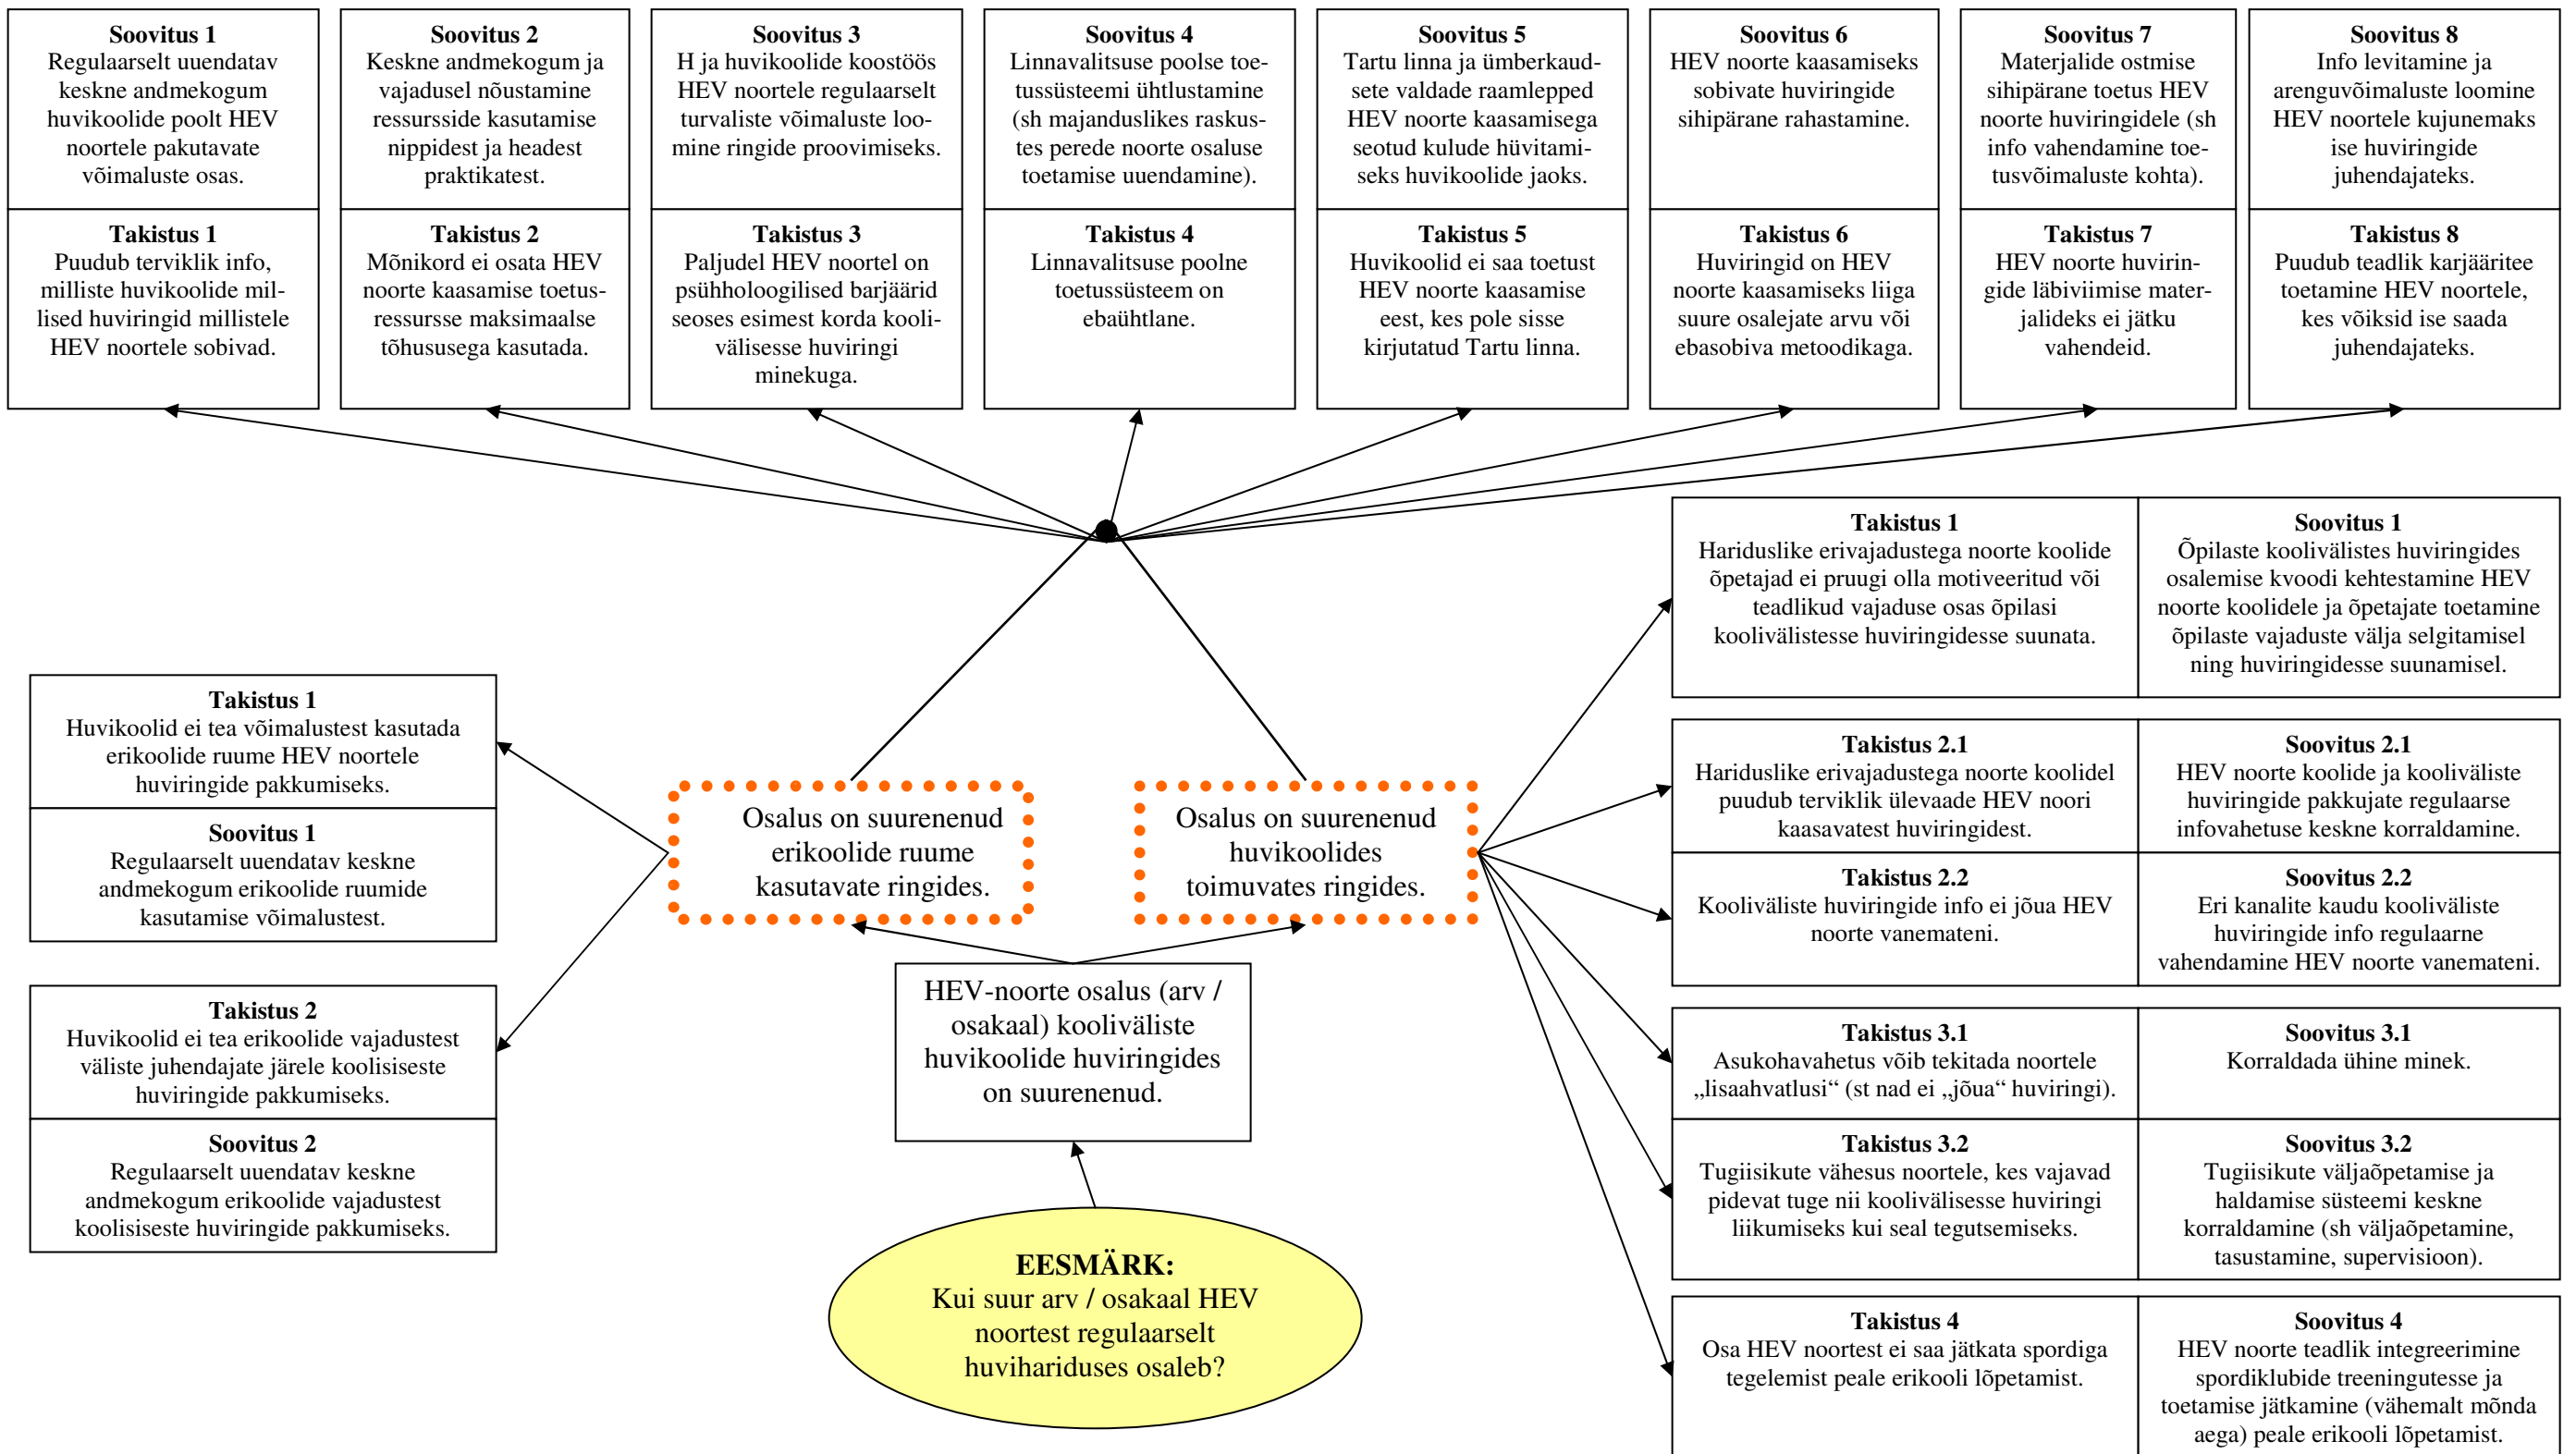 Soovitus 1
Regulaarselt uuendatav
keskne andmekogum
huvikoolide poolt HEV
noortele pakutavate
võimaluste osas.
Takistus 1
Puudub terviklik info,
milliste huvikoolide mil-
lised huviringid millistele
HEV noortele sobivad.
Soovitus 2
Keskne andmekogum ja
vajadusel nõustamine
ressursside kasutamise
nippidest ja headest
praktikatest.
Takistus 2
Mõnikord ei osata HEV
noorte kaasamise toetus-
ressursse maksimaalse
tõhususega kasutada.
Soovitus 3
H ja huvikoolide koostöös
HEV noortele regulaarselt
turvaliste võimaluste loo-
mine ringide proovimiseks.
Takistus 3
Paljudel HEV noortel on
psühholoogilised barjäärid
seoses esimest korda kooli-
välisesse huviringi
minekuga.
Soovitus 4
Linnavalitsuse poolse toe-
tussüsteemi ühtlustamine
(sh majanduslikes raskus-
tes perede noorte osaluse
toetamise uuendamine).
Takistus 4
Linnavalitsuse poolne
toetussüsteem on
ebaühtlane.
Soovitus 5
Tartu linna ja ümberkaud-
sete valdade raamlepped
HEV noorte kaasamisega
seotud kulude hüvitami-
seks huvikoolide jaoks.
Takistus 5
Huvikoolid ei saa toetust
HEV noorte kaasamise
eest, kes pole sisse
kirjutatud Tartu linna.
Soovitus 6
HEV noorte kaasamiseks
sobivate huviringide
sihipärane rahastamine.
Takistus 6
Huviringid on HEV
noorte kaasamiseks liiga
suure osalejate arvu või
ebasobiva metoodikaga.
Soovitus 7
Materjalide ostmise
sihipärane toetus HEV
noorte huviringidele (sh
info vahendamine toe-
tusvõimaluste kohta).
Takistus 7
HEV noorte huvirin-
gide läbiviimise mater-
jalideks ei jätku
vahendeid.
Soovitus 8
Info levitamine ja
arenguvõimaluste loomine
HEV noortele kujunemaks
ise huviringide
juhendajateks.
Takistus 8
Puudub teadlik karjääritee
toetamine HEV noortele,
kes võiksid ise saada
juhendajateks.
Takistus 1
Hariduslike erivajadustega noorte koolide
õpetajad ei pruugi olla motiveeritud või
teadlikud vajaduse osas õpilasi
koolivälistesse huviringidesse suunata.
Soovitus 1
Õpilaste koolivälistes huviringides
osalemise kvoodi kehtestamine HEV
noorte koolidele ja õpetajate toetamine
õpilaste vajaduste välja selgitamisel
ning huviringidesse suunamisel.
Takistus 1
Huvikoolid ei tea võimalustest kasutada
erikoolide ruume HEV noortele
huviringide pakkumiseks.
Soovitus 1
Regulaarselt uuendatav keskne
andmekogum erikoolide ruumide
kasutamise võimalustest.
Takistus 2
Huvikoolid ei tea erikoolide vajadustest
väliste juhendajate järele koolisiseste
huviringide pakkumiseks.
Soovitus 2
Regulaarselt uuendatav keskne
andmekogum erikoolide vajadustest
koolisiseste huviringide pakkumiseks.
Osalus on suurenenud
erikoolide ruume
kasutavate ringides.
Osalus on suurenenud
huvikoolides
toimuvates ringides.
HEV-noorte osalus (arv /
osakaal) kooliväliste
huvikoolide huviringides
on suurenenud.
EESMÄRK:
Kui suur arv / osakaal HEV
noortest regulaarselt
huvihariduses osaleb?
Takistus 2.1
Hariduslike erivajadustega noorte koolidel
puudub terviklik ülevaade HEV noori
kaasavatest huviringidest.
Soovitus 2.1
HEV noorte koolide ja kooliväliste
huviringide pakkujate regulaarse
infovahetuse keskne korraldamine.
Takistus 2.2
Kooliväliste huviringide info ei jõua HEV
noorte vanemateni.
Soovitus 2.2
Eri kanalite kaudu kooliväliste
huviringide info regulaarne
vahendamine HEV noorte vanemateni.
Takistus 3.1
Asukohavahetus võib tekitada noortele
„lisaahvatlusi“ (st nad ei „jõua“ huviringi).
Soovitus 3.1
Korraldada ühine minek.
Takistus 3.2
Tugiisikute vähesus noortele, kes vajavad
pidevat tuge nii koolivälisesse huviringi
liikumiseks kui seal tegutsemiseks.
Soovitus 3.2
Tugiisikute väljaõpetamise ja
haldamise süsteemi keskne
korraldamine (sh väljaõpetamine,
tasustamine, supervisioon).
Takistus 4
Osa HEV noortest ei saa jätkata spordiga
tegelemist peale erikooli lõpetamist.
Soovitus 4
HEV noorte teadlik integreerimine
spordiklubide treeningutesse ja
toetamise jätkamine (vähemalt mõnda
aega) peale erikooli lõpetamist.